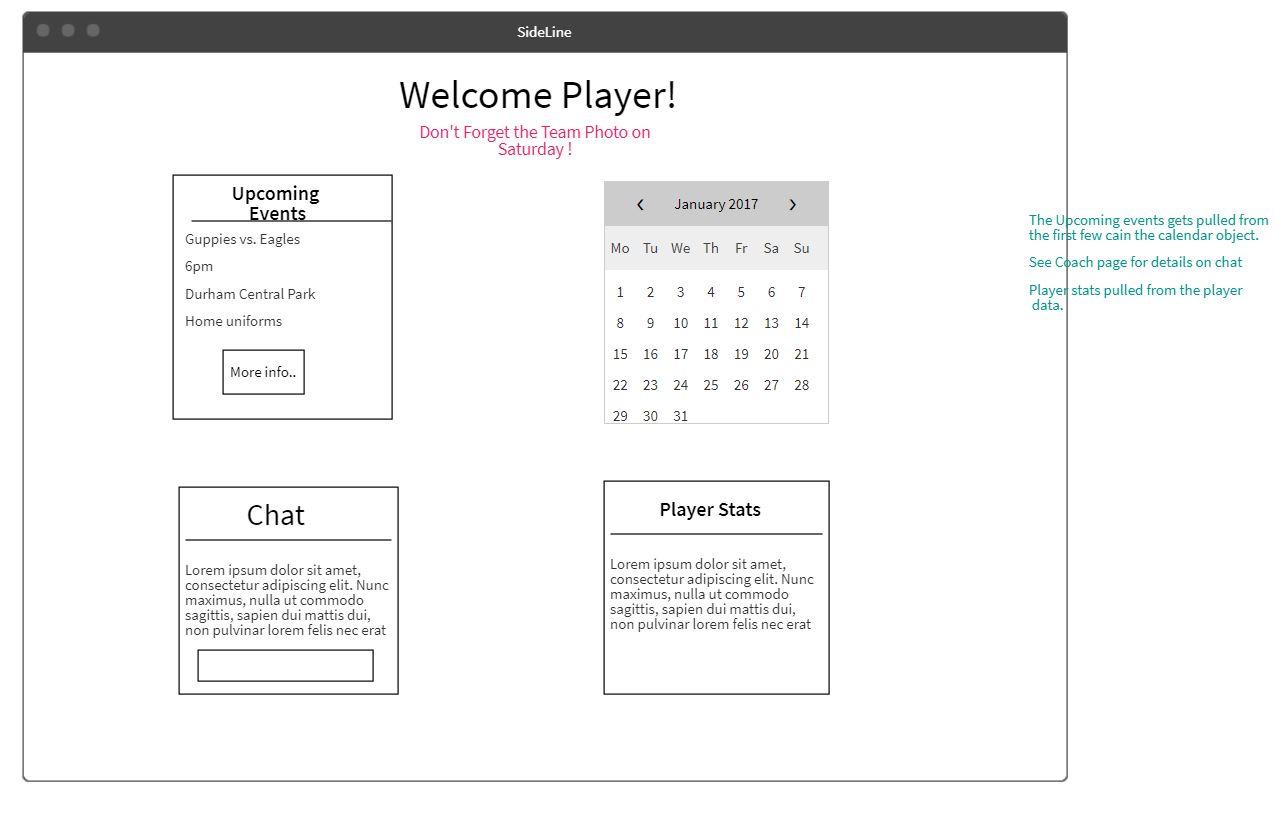 SideLine
Welcome Player!
Don't Forget the Team Photo on
Saturday !
Upcoming
Events
Guppies vs. Eagles
6pm
Durham Central Park
Home uniforms
More info..
January 2017
Mo Tu We Th Fr Sa Su
1 2 3 4 5 6 7
8 9 10 11 12 13 14
15 16 17 18 19 20 21
22 23 24 25 26 27 28
29 30 31
The Upcoming events gets pulled from
the first few cain the calendar object.
See Coach page for details on chat
Player stats pulled from the player
data.
Chat
Lorem ipsum dolor sit amet,
consectetur adipiscing elit. Nunc
maximus, nulla ut commodo
sagittis, sapien dui mattis dui,
non pulvinar lorem felis nec erat
Player Stats
Lorem ipsum dolor sit amet,
consectetur adipiscing elit. Nunc
maximus, nulla ut commodo
sagittis, sapien dui mattis dui,
non pulvinar lorem felis nec erat